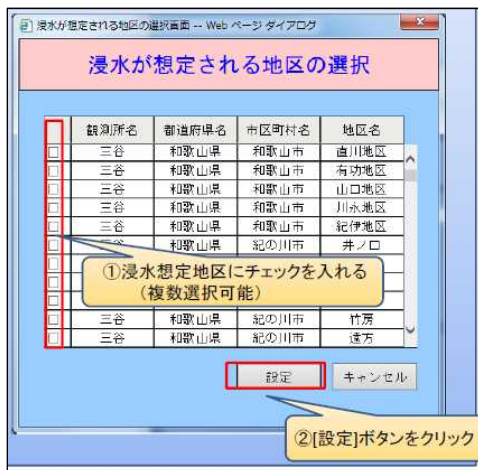 浸水が想定される地区の選択画面 -- Web ページ ダイアログ
浸水が想定される地区の選択
観測所名 都道府県名 市区町村名 地区名
三谷 和歌山県 和歌山市 直川地区
三谷 和歌山県 和歌山市 有功地区
三谷 和歌山県 和歌山市 山口地区
三谷 和歌山県 和歌山市 川永地区
三谷 和歌山県 和歌山市 紀伊地区
三谷 和歌山県 紀の川市 井ノ口
①浸水想定地区にチェックを入れる
（複数選択可能）
三谷 和歌山県 紀の川市 竹房
三谷 和歌山県 紀の川市 遠方
設定 キャンセル
②[設定]ボタンをクリック